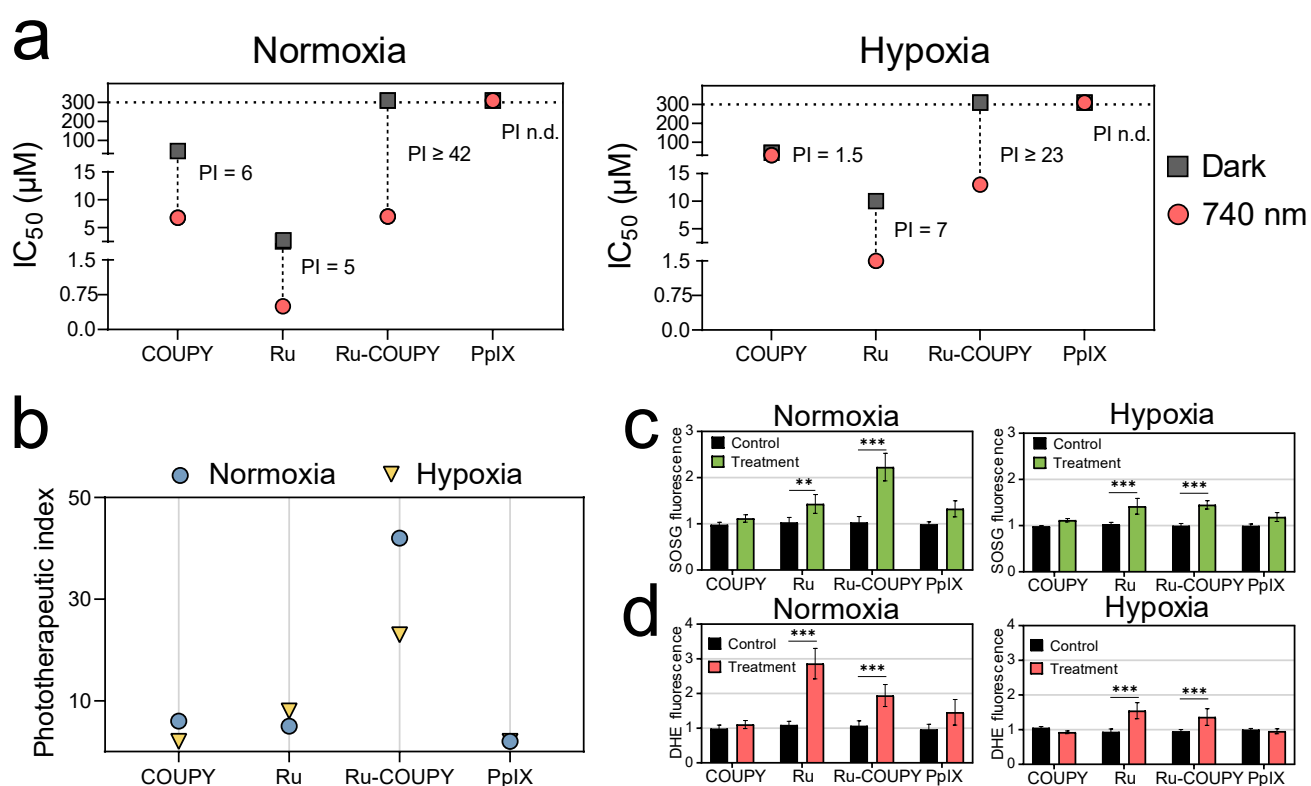 a
Normoxia
IC50 (µM)
300
200
100
15
10
5
1.5
0.75
0.0
PI = 6
PI = 5
PI ≥ 42
PI n.d.
COUPY Ru Ru-COUPY PpIX
Hypoxia
IC50 (µM)
300
200
100
15
10
5
1.5
0.75
0.0
PI = 1.5
PI = 7
PI ≥ 23
PI n.d.
COUPY Ru Ru-COUPY PpIX
Dark
740 nm
b
Normoxia Hypoxia
Phototherapeutic index
50
30
10
COUPY Ru Ru-COUPY PpIX
c
Normoxia
SOSG fluorescence
3
2
1
0
Control
Treatment
**
***
COUPY Ru Ru-COUPY PpIX
Hypoxia
SOSG fluorescence
3
2
1
0
Control
Treatment
***
***
COUPY Ru Ru-COUPY PpIX
d
Normoxia
DHE fluorescence
4
3
2
1
0
Control
Treatment
***
***
COUPY Ru Ru-COUPY PpIX
Hypoxia
DHE fluorescence
4
3
2
1
0
Control
Treatment
***
***
COUPY Ru Ru-COUPY PpIX